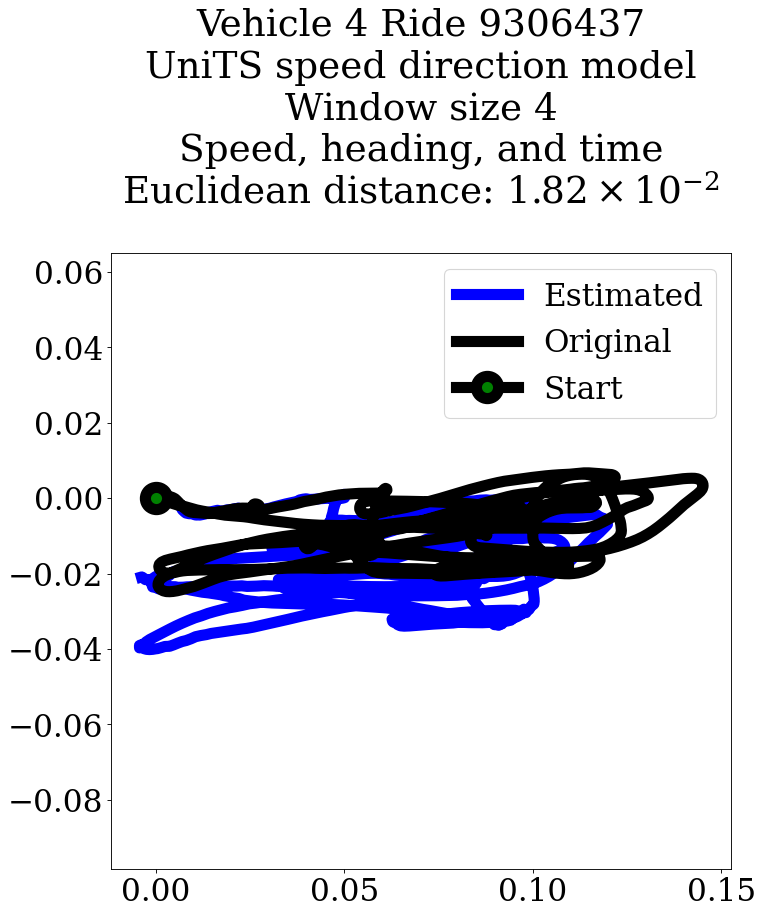 Vehicle 4 Ride 9306437
UniTS speed direction model
Window size 4
Speed, heading, and time
Euclidean distance: 1.82 × 10⁻²
Estimated
Original
Start
0.06
0.04
0.02
0.00
−0.02
−0.04
−0.06
−0.08
0.00 0.05 0.10 0.15